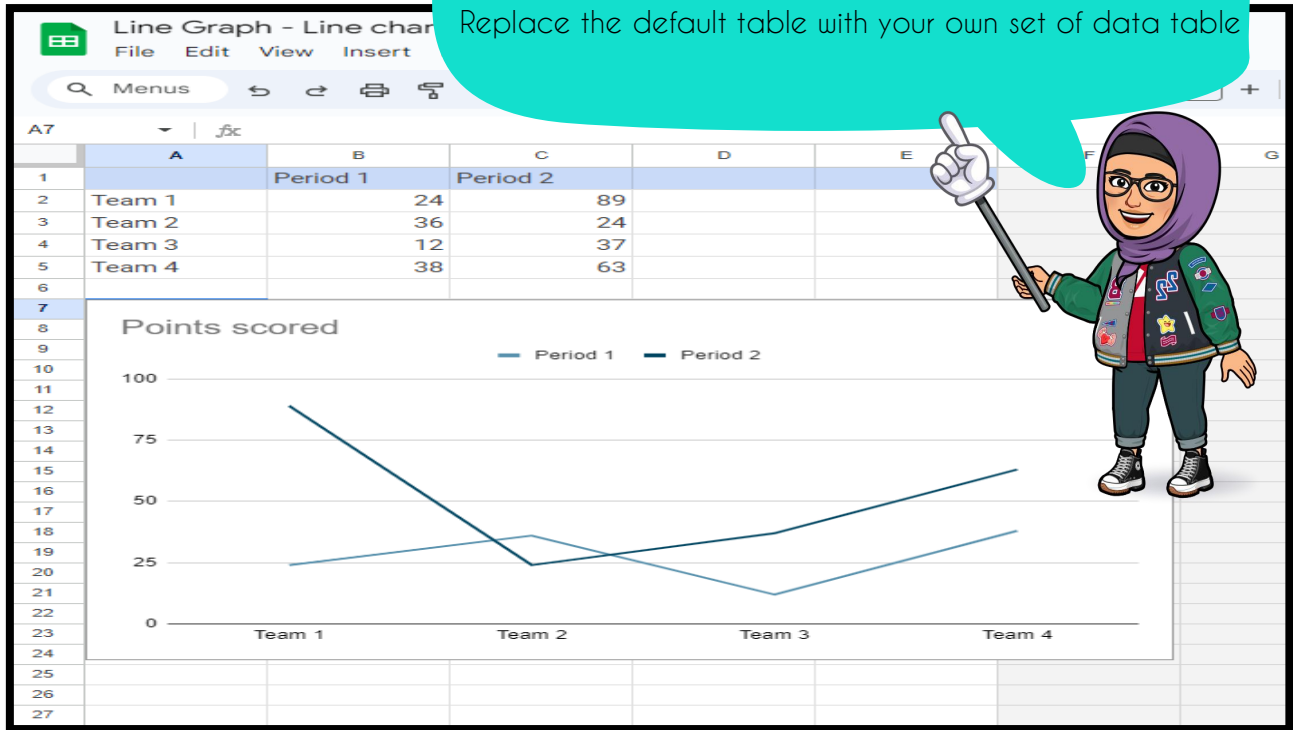 Replace the default table with your own set of data table
Line Graph - Line char
File Edit View Insert
Menus
A7 fx
A B C D E F G
1 Period 1 Period 2
2 Team 1 24 89
3 Team 2 36 24
4 Team 3 12 37
5 Team 4 38 63
6
7
8
9
10
11
12
13
14
15
16
17
18
19
20
21
22
23
24
25
26
27
Points scored
Period 1 Period 2
100
75
50
25
0
Team 1 Team 2 Team 3 Team 4